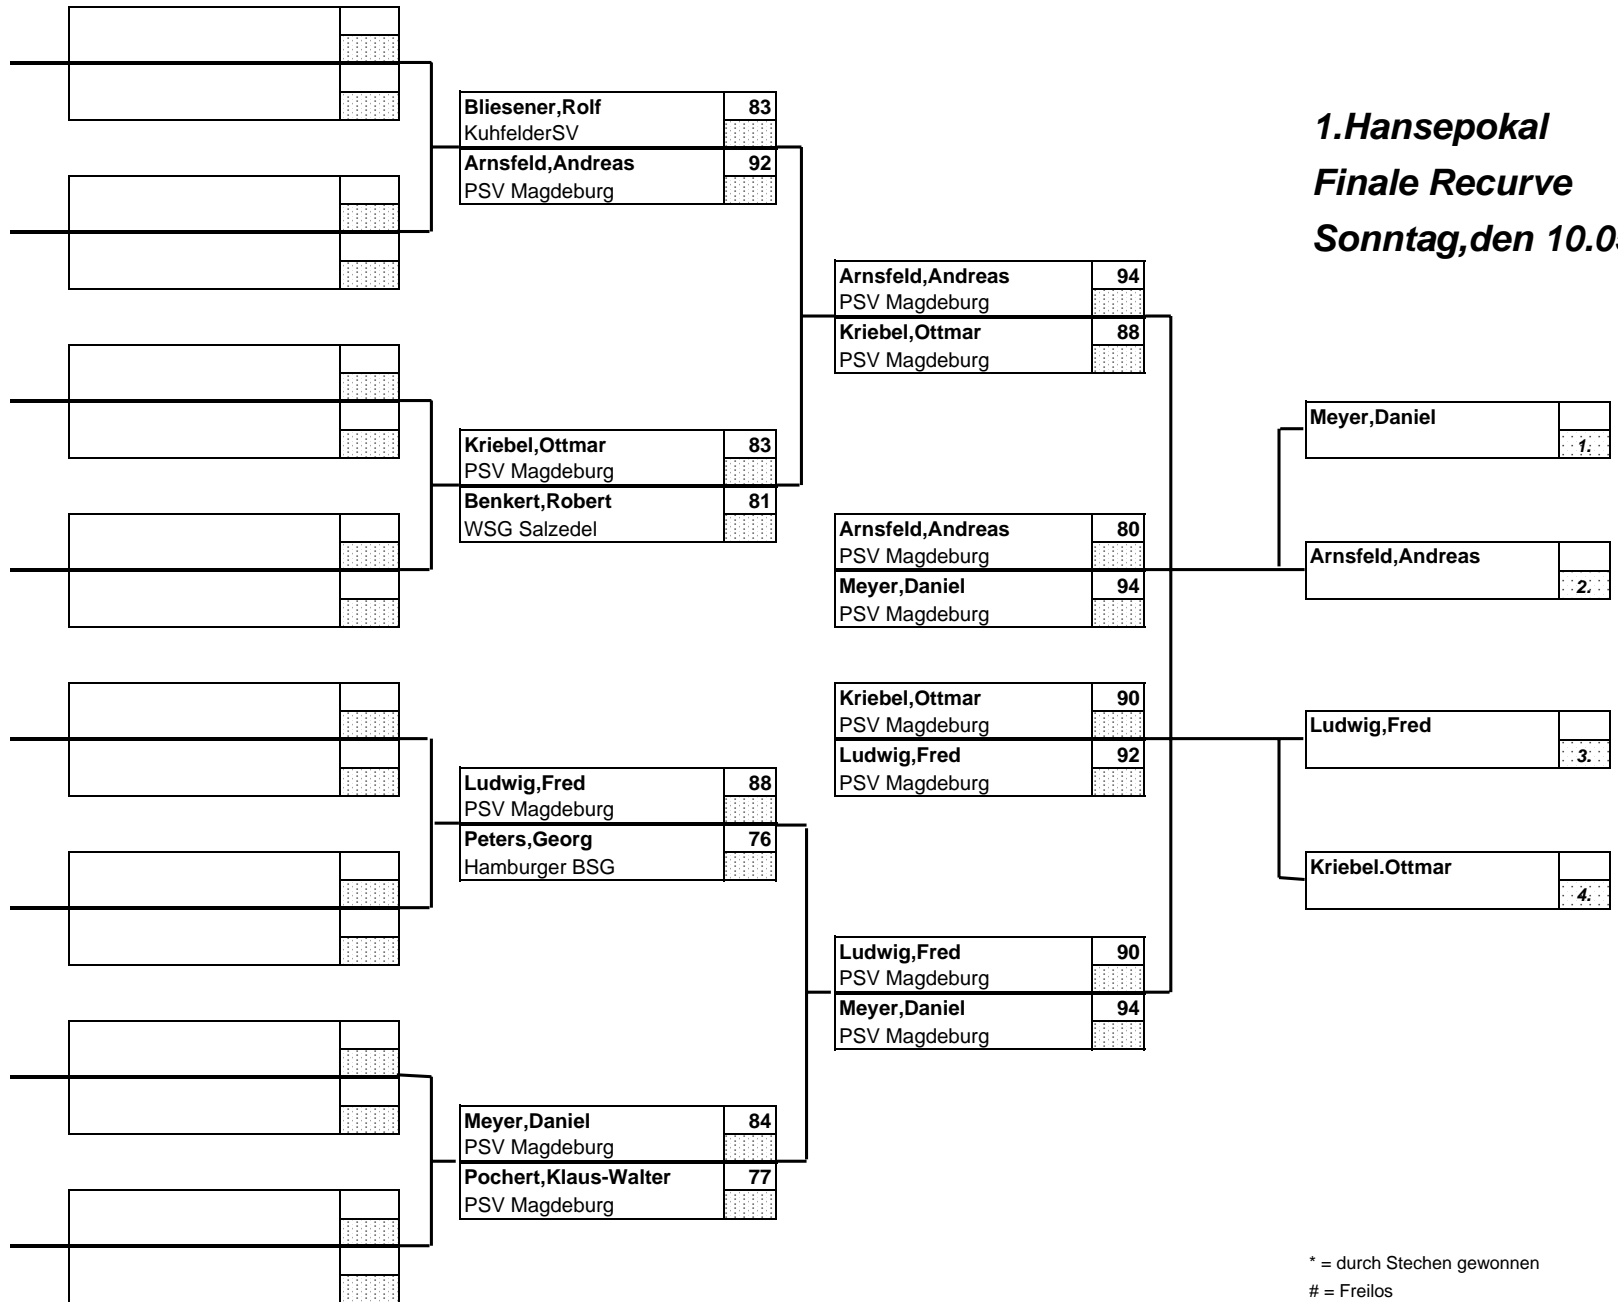 Bliesener,Rolf 83
KuhfelderSV
Arnsfeld,Andreas 92
PSV Magdeburg
Kriebel,Ottmar 83
PSV Magdeburg
Benkert,Robert 81
WSG Salzedel
Ludwig,Fred 88
PSV Magdeburg
Peters,Georg 76
Hamburger BSG
Meyer,Daniel 84
PSV Magdeburg
Pochert,Klaus-Walter 77
PSV Magdeburg
Arnsfeld,Andreas 94
PSV Magdeburg
Kriebel,Ottmar 88
PSV Magdeburg
Arnsfeld,Andreas 80
PSV Magdeburg
Meyer,Daniel 94
PSV Magdeburg
Kriebel,Ottmar 90
PSV Magdeburg
Ludwig,Fred 92
PSV Magdeburg
Ludwig,Fred 90
PSV Magdeburg
Meyer,Daniel 94
PSV Magdeburg
1.Hansepokal
Finale Recurve
Sonntag,den
Meyer,Daniel
1.
Arnsfeld,Andreas
2.
Ludwig,Fred
3.
Kriebel.Ottmar
4.
* = durch Stechen gewonnen
# = Freilos